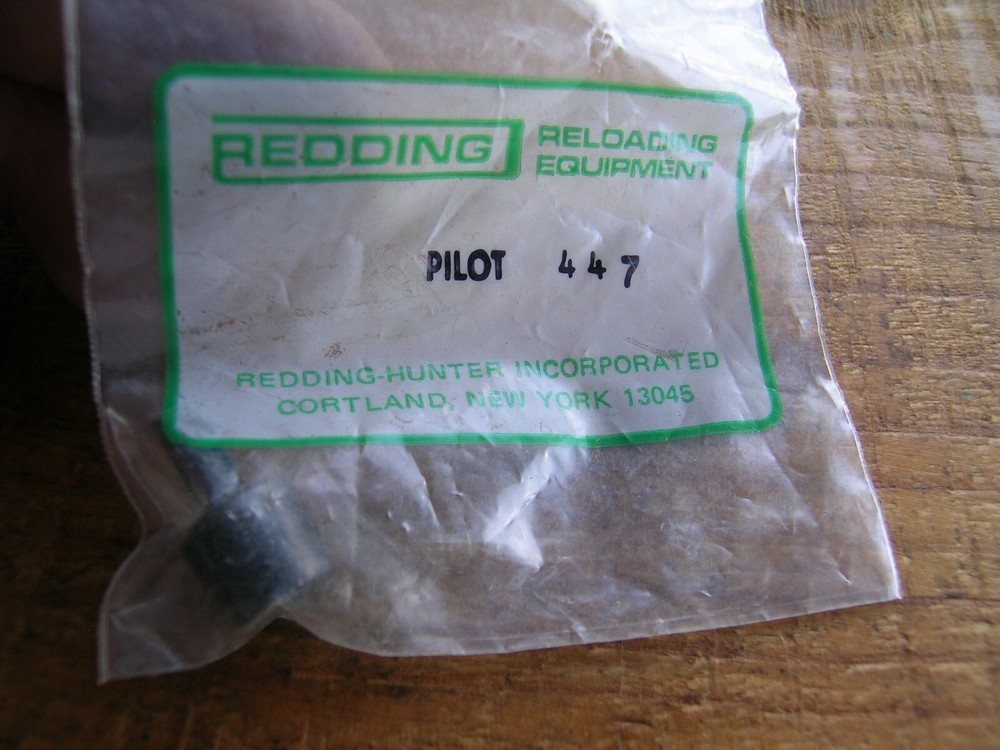 REDDING RELOADING
EQUIPMENT
PILOT 447
REDDING-HUNTER INCORPORATED
CORTLAND, NEW YORK 13045